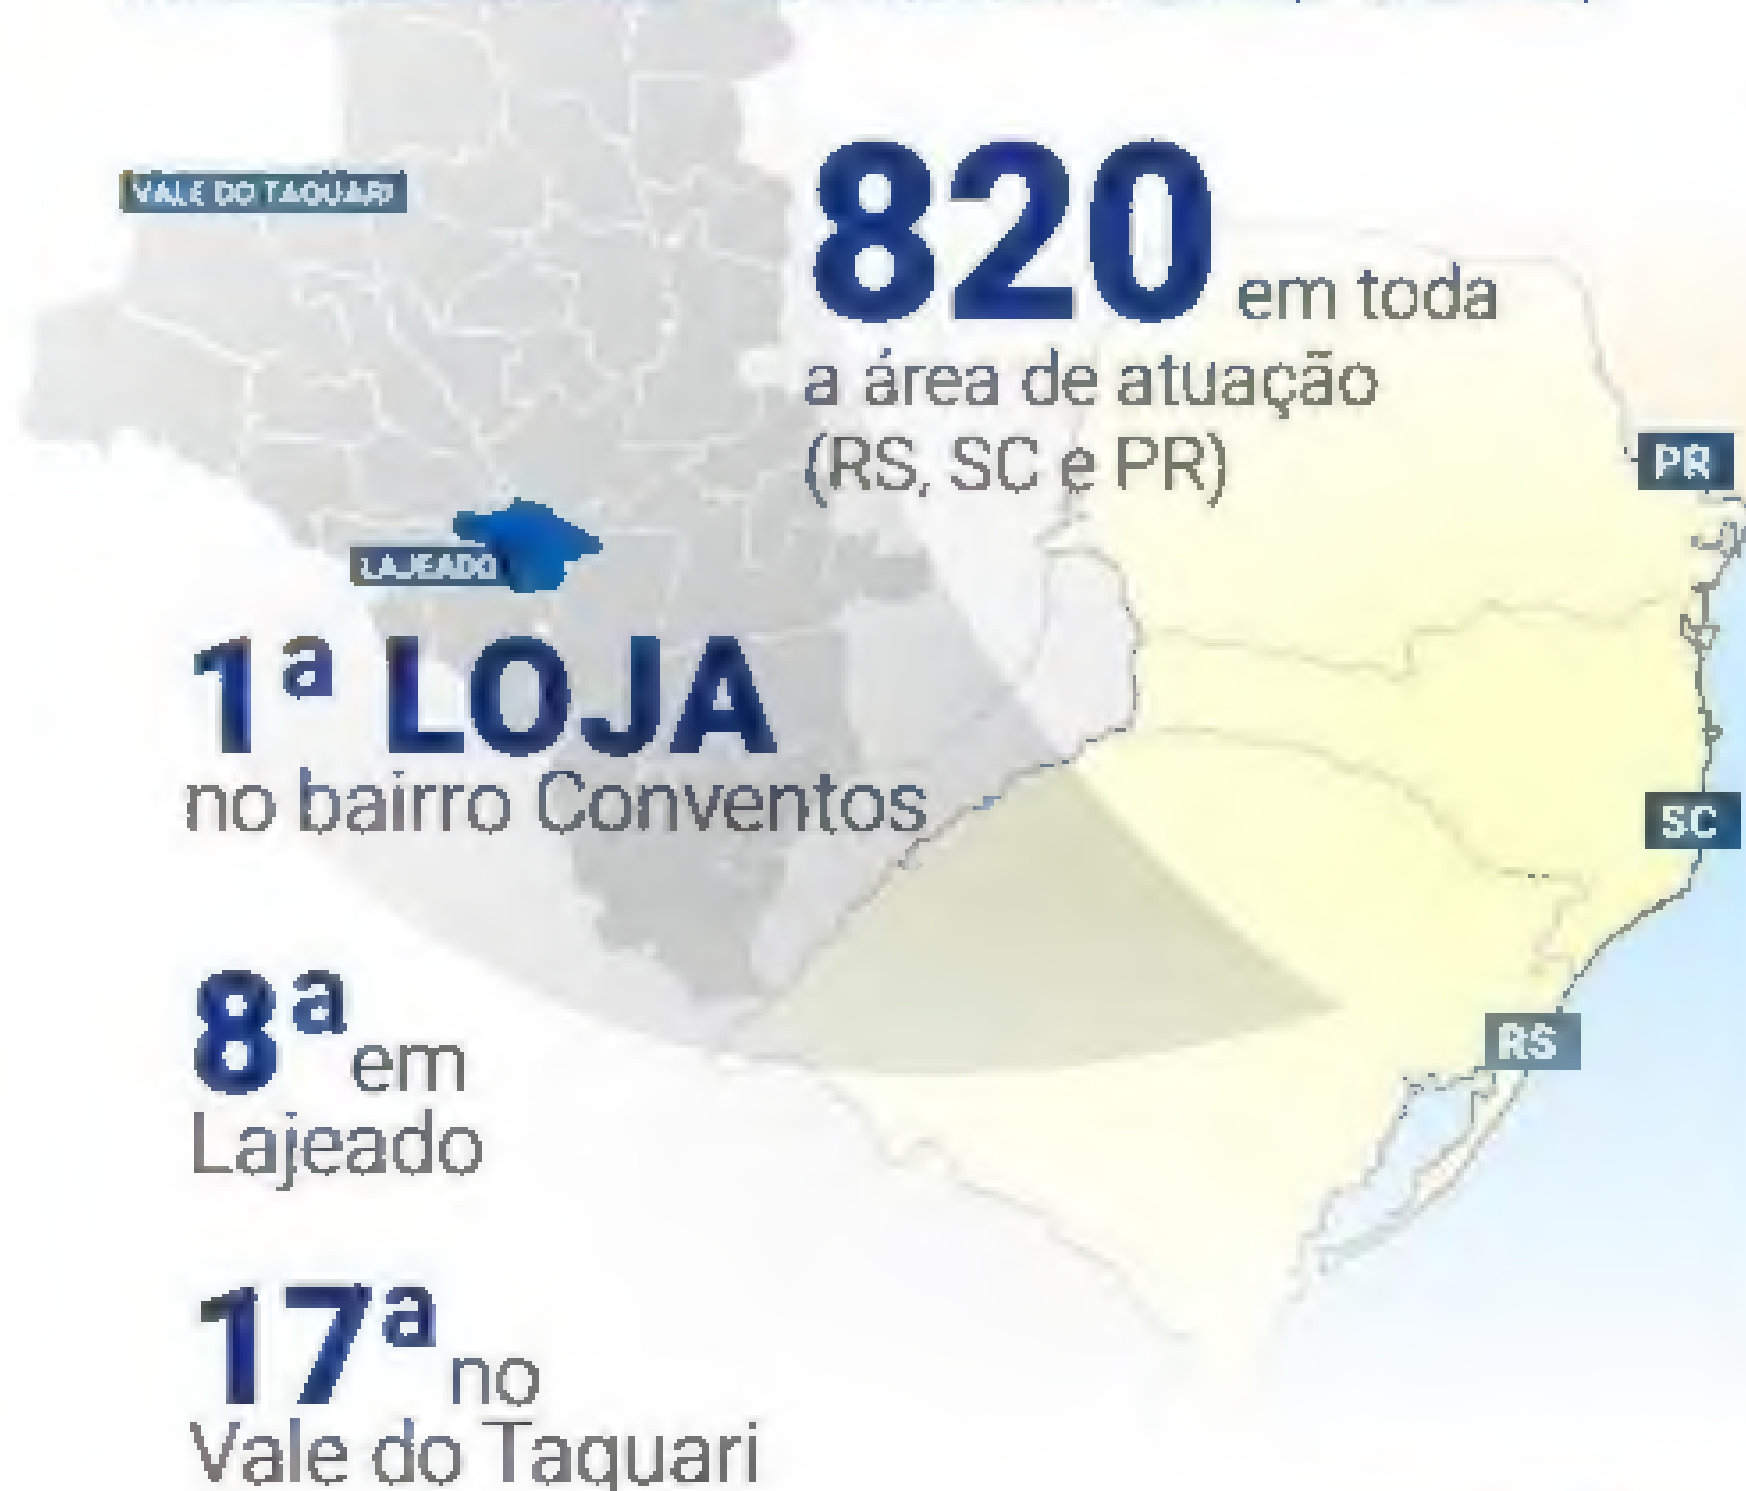 VALE DO TAQUARI
820 em toda
a área de atuação
(RS, SC e PR)
PR
LAJEADO
1ª LOJA
no bairro Conventos
SC
8ª em
Lajeado
RS
17ª no
Vale do Taquari